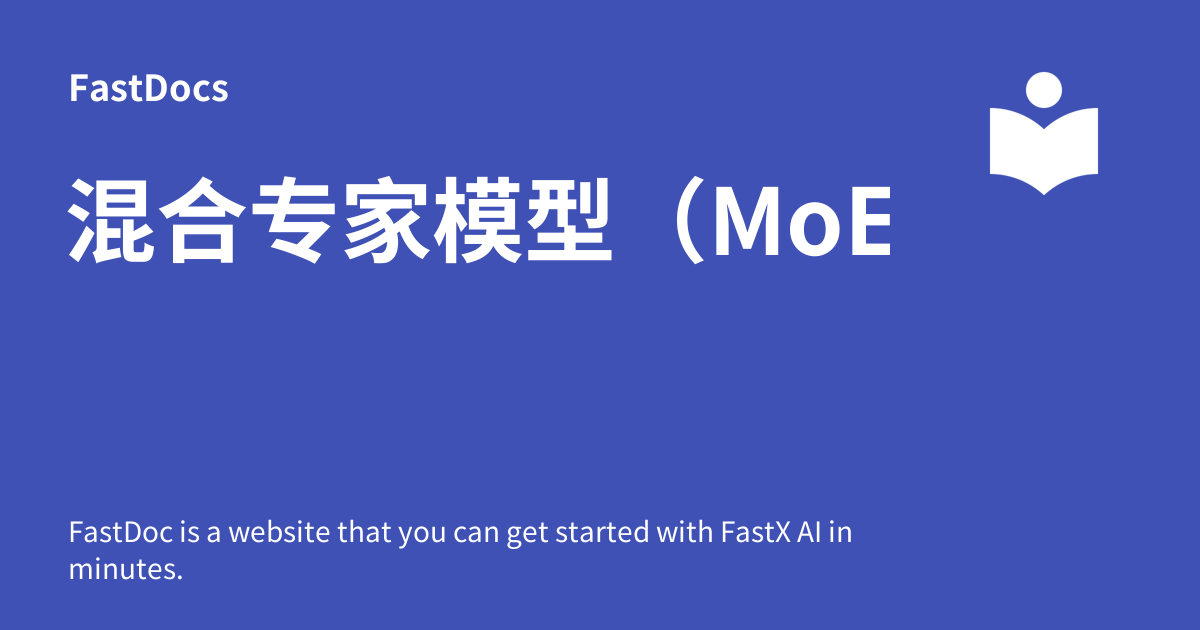 FastDocs
混合专家模型（MoE
FastDoc is a website that you can get started with FastX AI in
minutes.